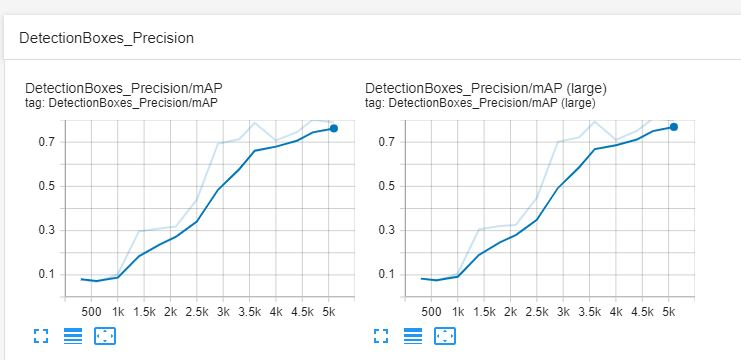 DetectionBoxes_Precision
DetectionBoxes_Precision/mAP
tag: DetectionBoxes_Precision/mAP
0.7
0.5
0.3
0.1
500 1k 1.5k 2k 2.5k 3k 3.5k 4k 4.5k 5k
DetectionBoxes_Precision/mAP (large)
tag: DetectionBoxes_Precision/mAP (large)
0.7
0.5
0.3
0.1
500 1k 1.5k 2k 2.5k 3k 3.5k 4k 4.5k 5k